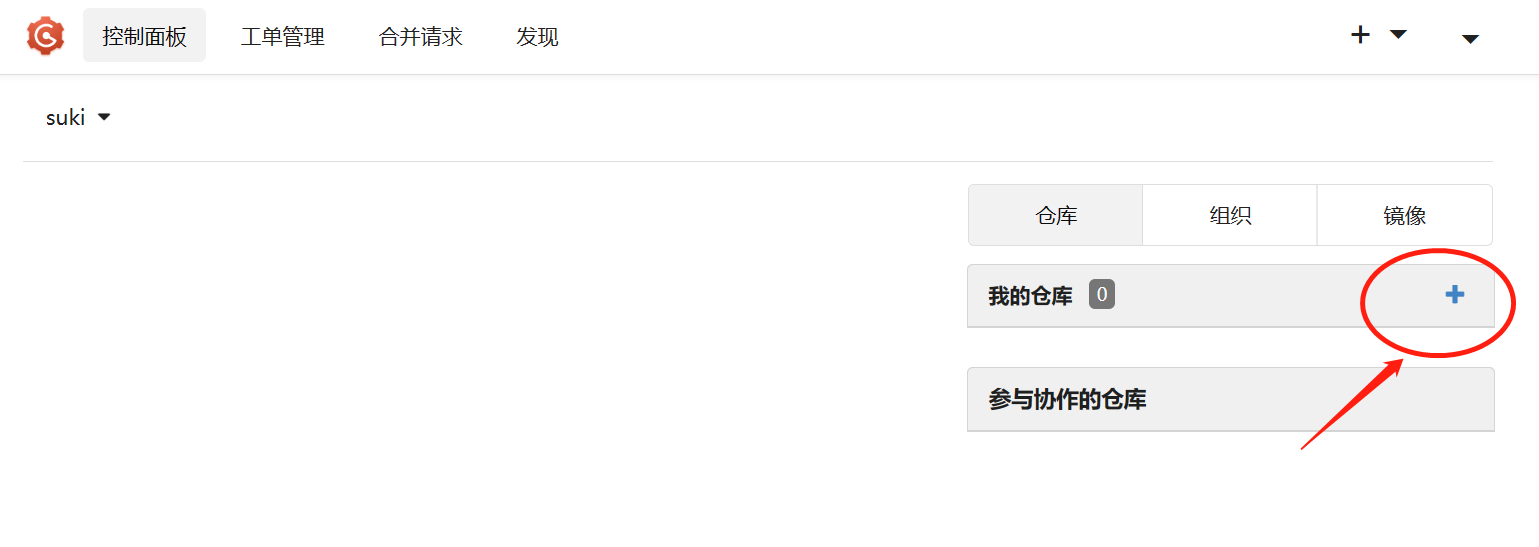 控制面板 工单管理 合并请求 发现
suki
仓库 组织 镜像
我的仓库 0
参与协作的仓库